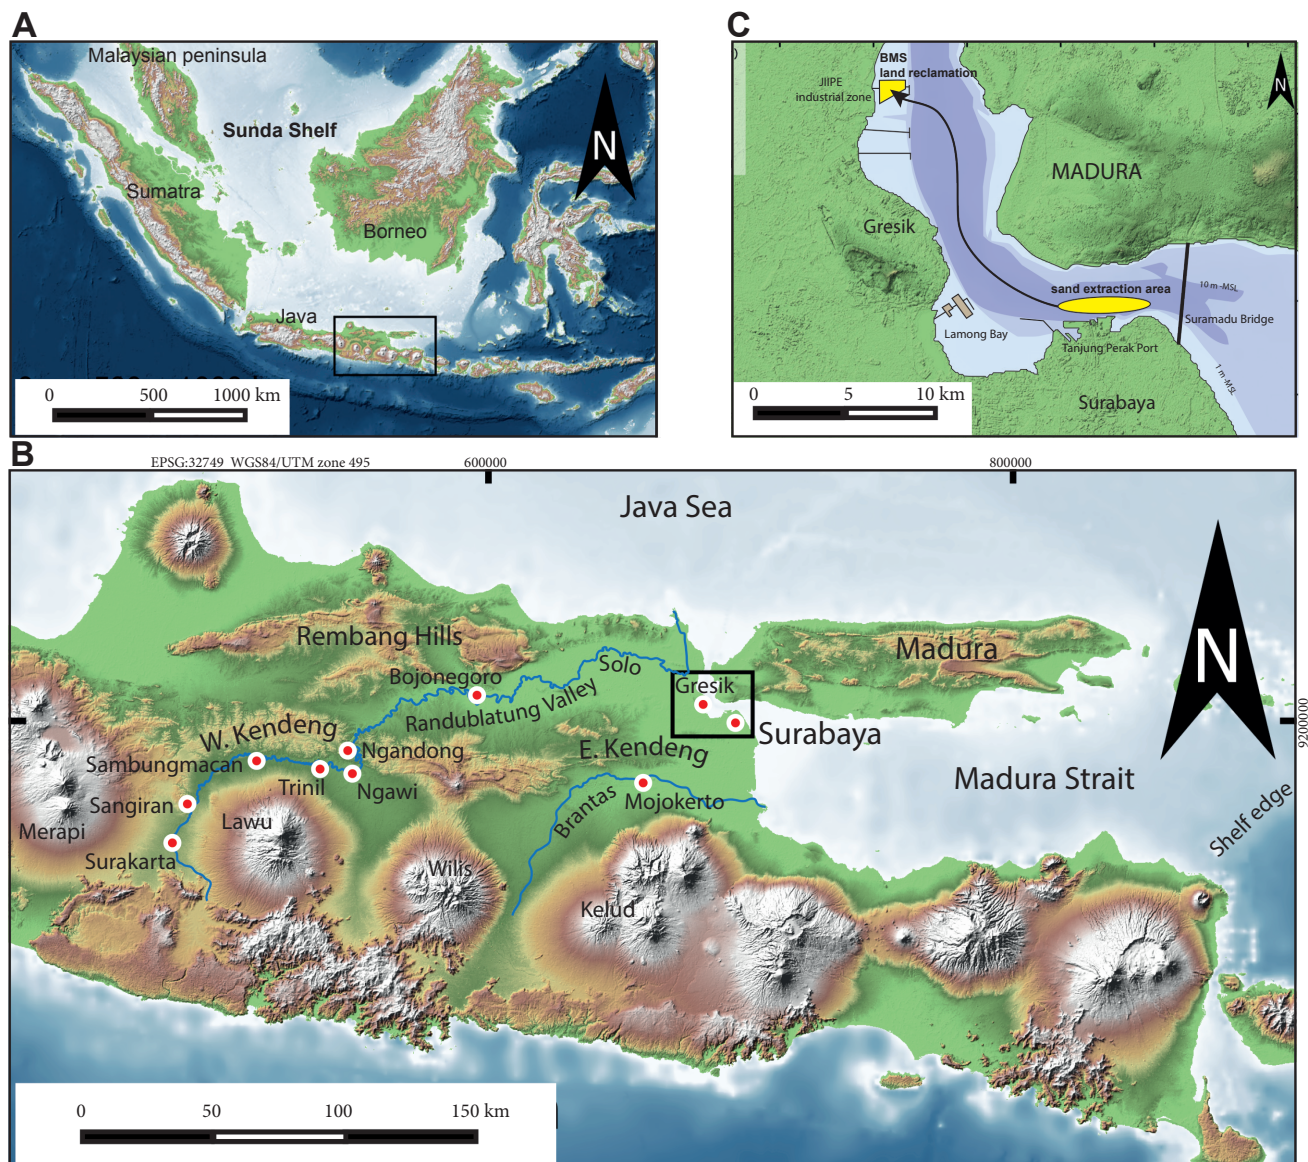 A
Malaysian peninsula
Sunda Shelf
N
Sumatra
Borneo
Java
0 500 1000 km
C
BMS
land reclamation
JIIPE
industrial zone
N
MADURA
Gresik
sand extraction area
10 m -MSL
Suramadu Bridge
Lamong Bay
Tanjung Perak Port
1 m -MSL
0 5 10 km
Surabaya
B
EPSG:32749 WGS84/UTM zone 495
600000
800000
Java Sea
N
Rembang Hills
Madura
Solo
Bojonegoro
Gresik
Randublatung Valley
9200000
W. Kendeng
Ngandong
E. Kendeng
Surabaya
Sambungmacan
Trinil
Ngawi
Madura Strait
Sangiran
Brantas
Mojokerto
Merapi
Lawu
Shelf edge
Surakarta
Wilis
Kelud
0 50 100 150 km